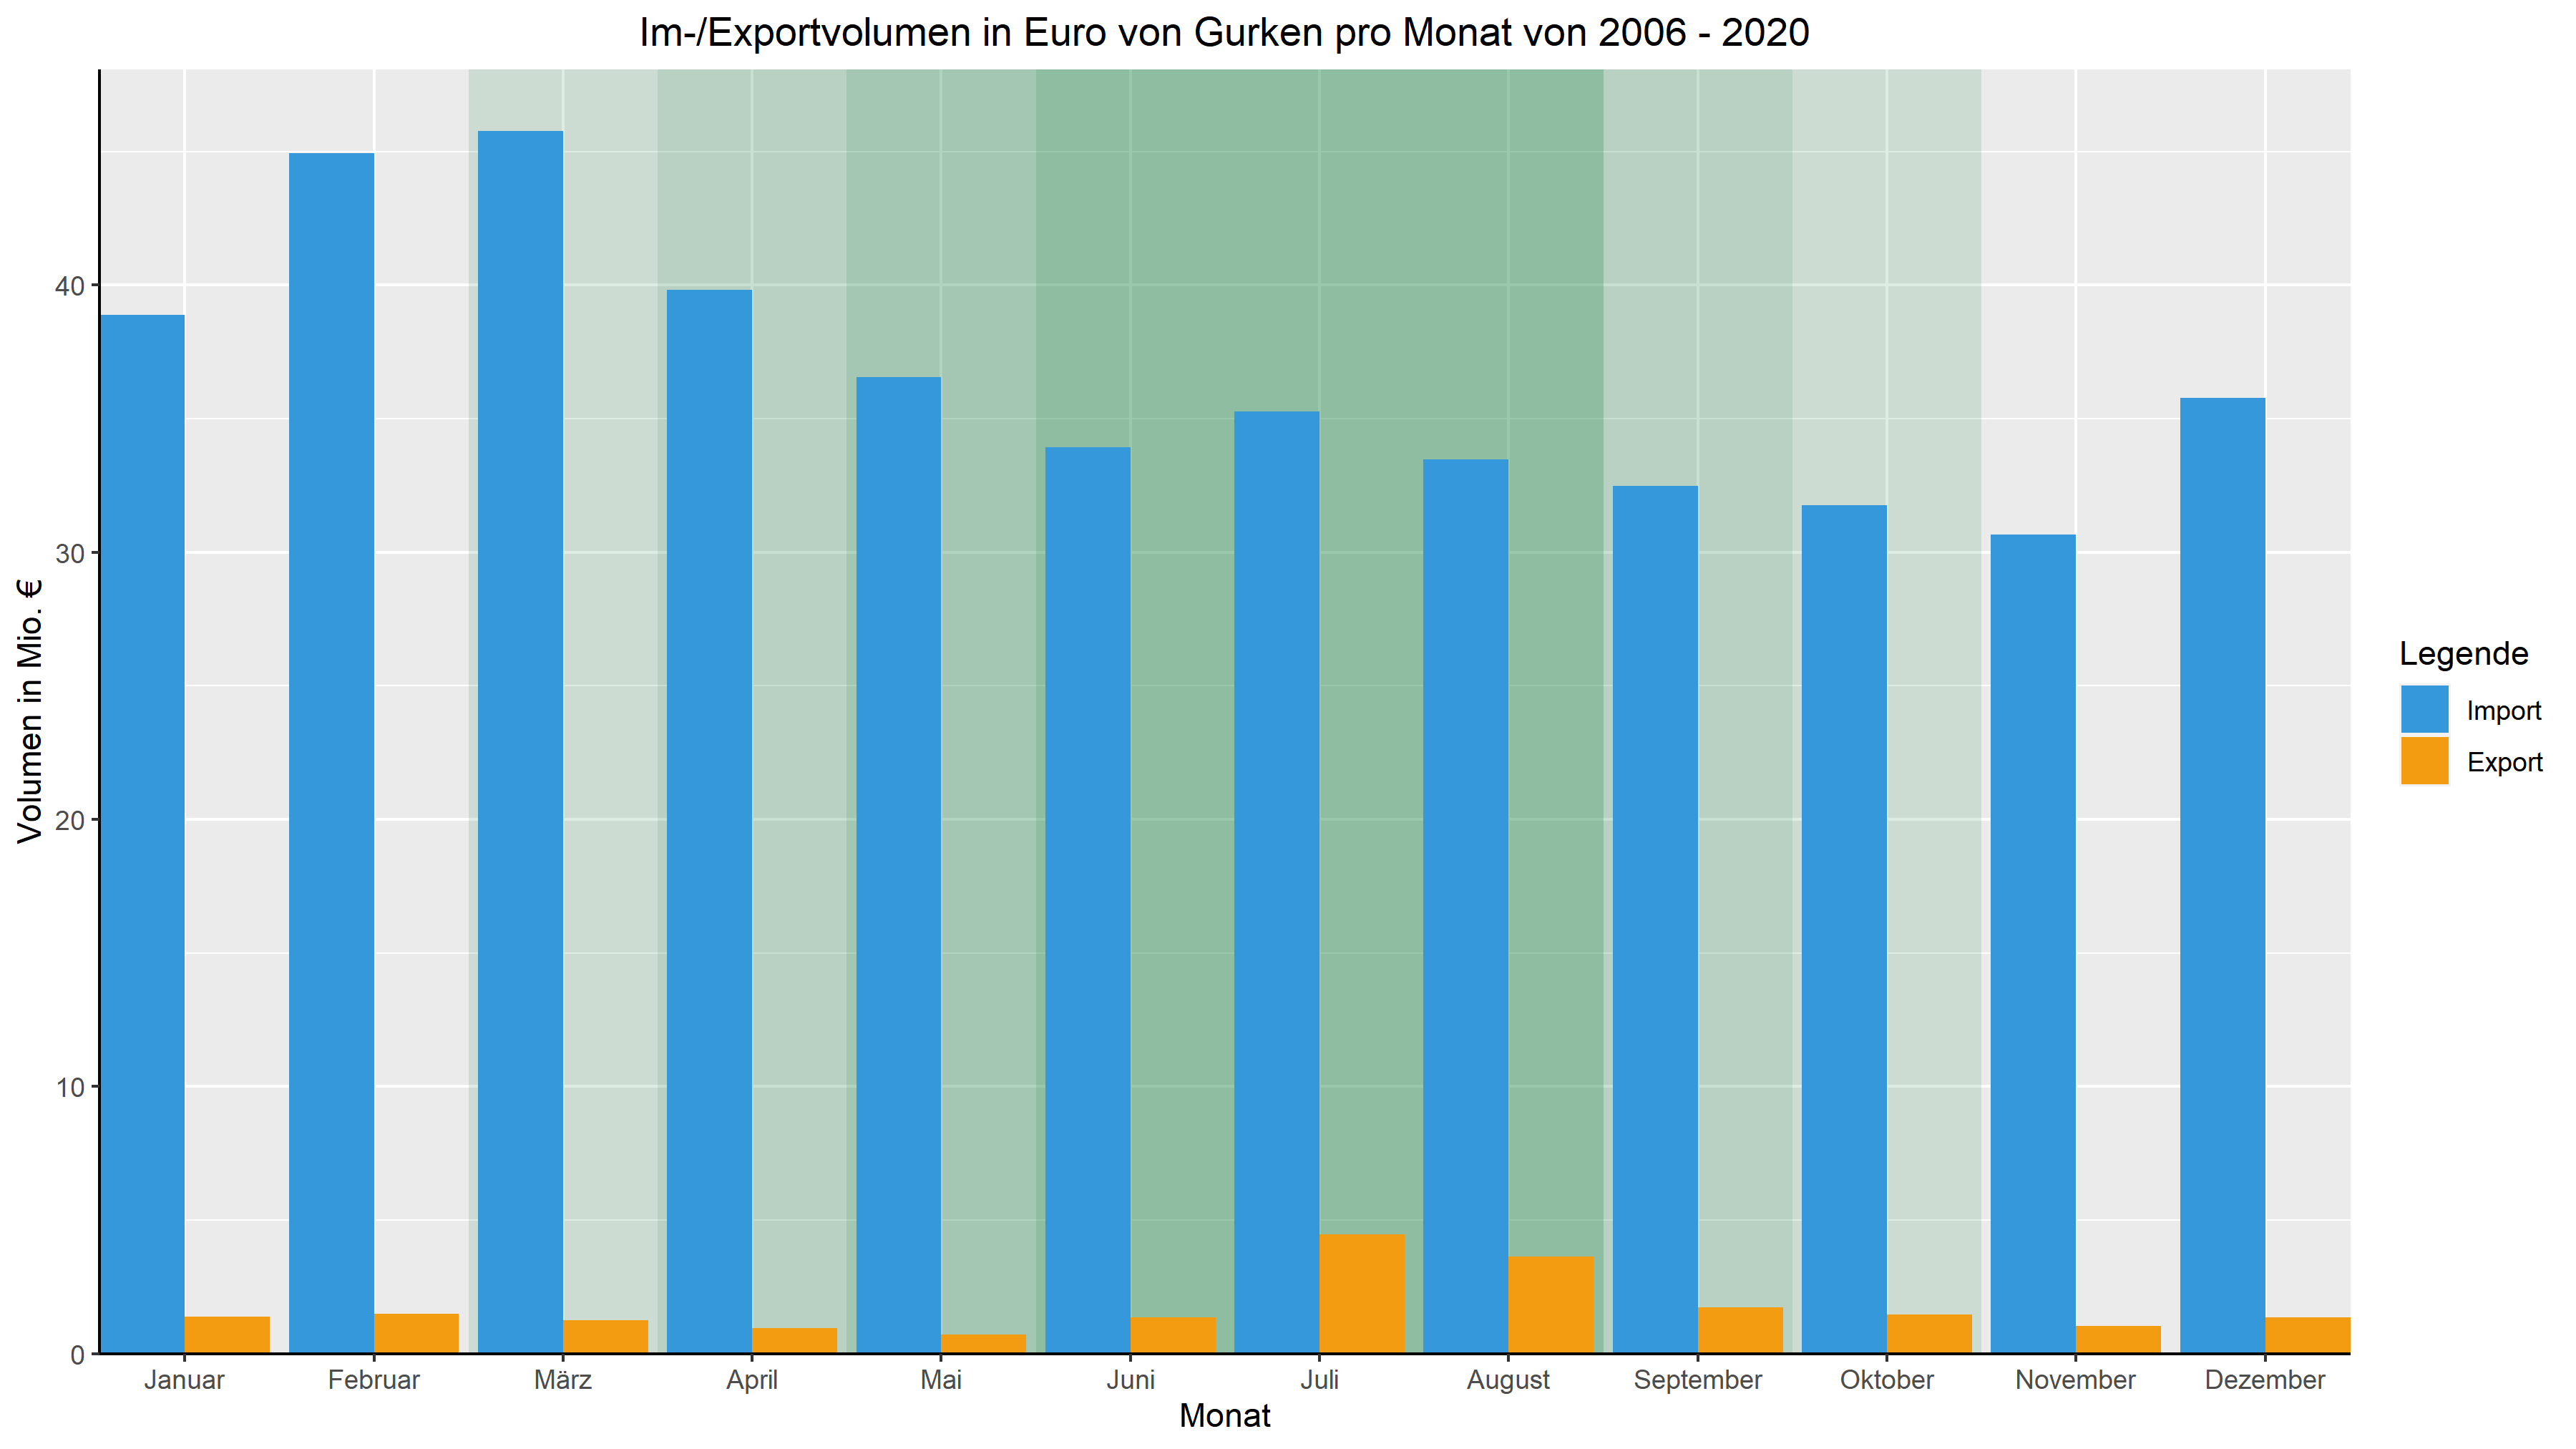 Im-/Exportvolumen in Euro von Gurken pro Monat von 2006 - 2020
Volumen in Mio. €
40
30
20
10
0
Januar Februar März April Mai Juni Juli August September Oktober November Dezember
Monat
Legende
Import
Export